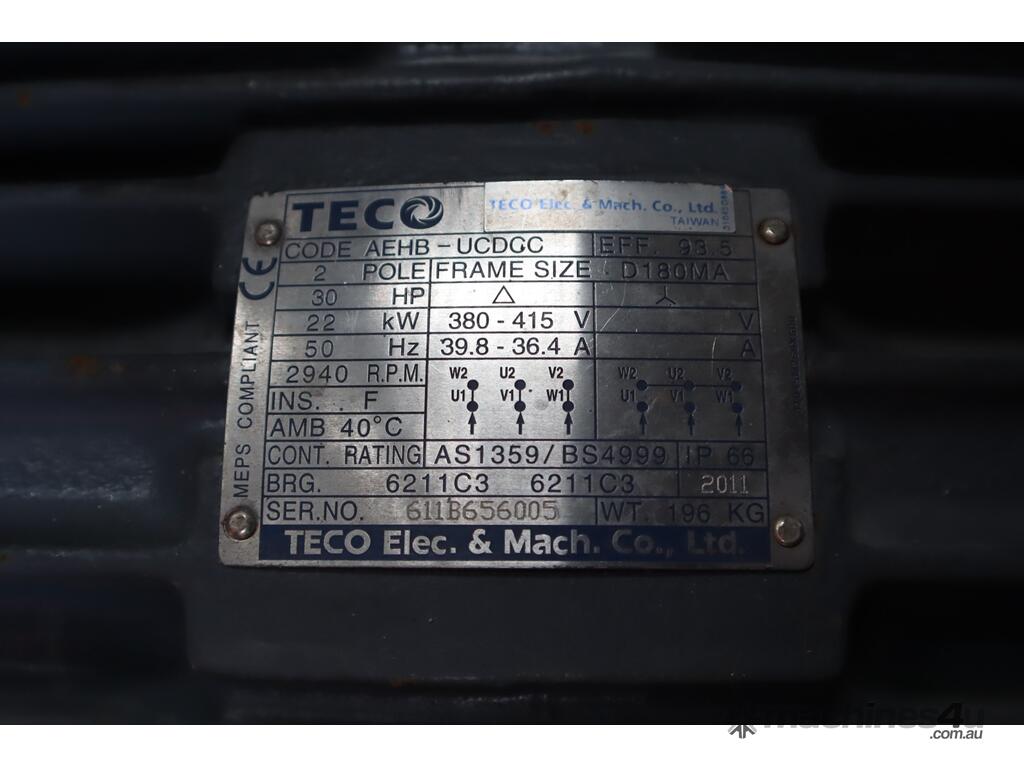 TECO TECO Elec. & Mach. Co., Ltd.
TAIWAN
CODE AEHB-UCDGC EFF. 93.5
2 POLE FRAME SIZE D180MA
30 HP △ ⅄
22 kW 380 - 415 V V
50 Hz 39.8 - 36.4 A A
2940 R.P.M. W2 U2 V2 W2 U2 V2
INS. F U1 V1 W1 U1 V1 W1
AMB 40°C
CONT. RATING AS1359/BS4999 IP 66
BRG. 6211C3 6211C3 2011
SER.NO. 611B656005 WT. 196 KG
TECO Elec. & Mach. Co., Ltd.
CE
MEPS COMPLIANT
machines4u
.com.au